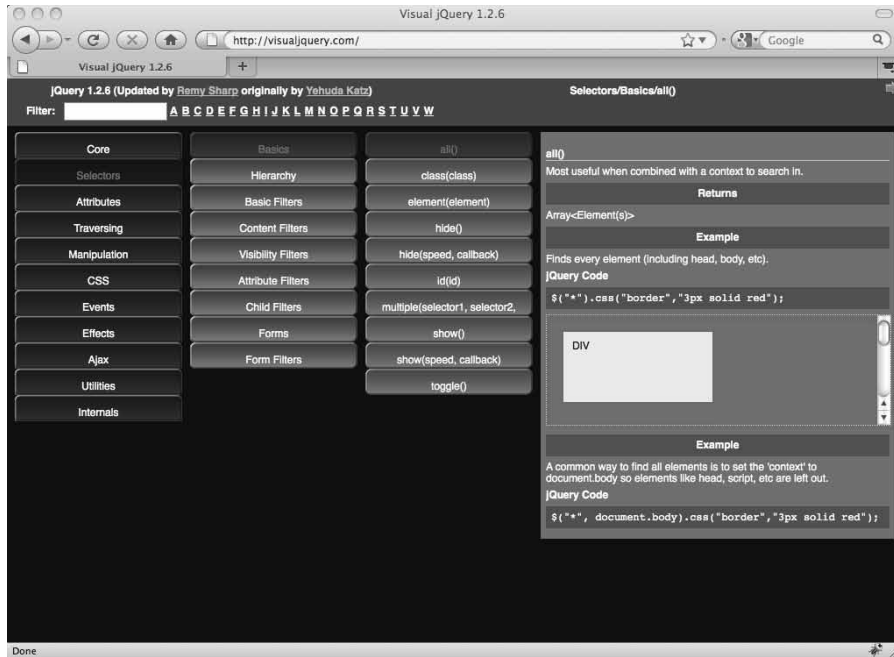 Visual jQuery 1.2.6
http://visualjquery.com/
Google
Visual jQuery 1.2.6
jQuery 1.2.6 (Updated by Remy Sharp originally by Yehuda Katz)
Selectors/Basics/all()
Filter:
A B C D E F G H I J K L M N O P Q R S T U V W
Core
Selectors
Attributes
Traversing
Manipulation
CSS
Events
Effects
Ajax
Utilities
Internals
Basics
Hierarchy
Basic Filters
Content Filters
Visibility Filters
Attribute Filters
Child Filters
Forms
Form Filters
all()
class(class)
element(element)
hide()
hide(speed, callback)
id(id)
multiple(selector1, selector2,
show()
show(speed, callback)
toggle()
all()
Most useful when combined with a context to search in.
Returns
Array<Element(s)>
Example
Finds every element (including head, body, etc).
jQuery Code
$("*").css("border","3px solid red");
DIV
Example
A common way to find all elements is to set the 'context' to
document.body so elements like head, script, etc are left out.
jQuery Code
$("*", document.body).css("border","3px solid red");
Done